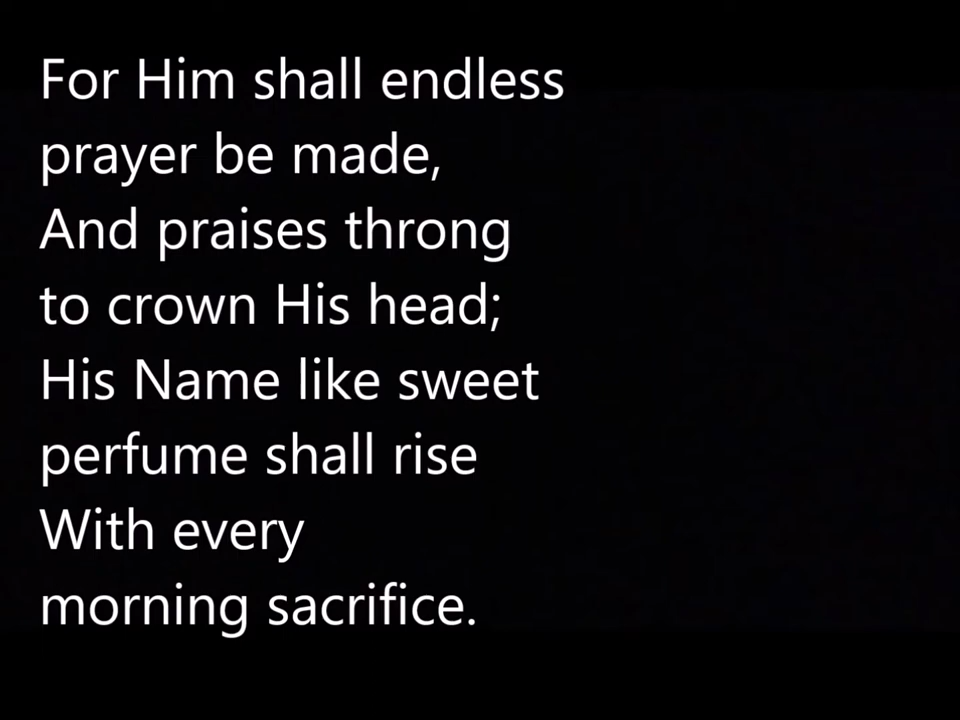 For Him shall endless
prayer be made,
And praises throng
to crown His head;
His Name like sweet
perfume shall rise
With every
morning sacrifice.